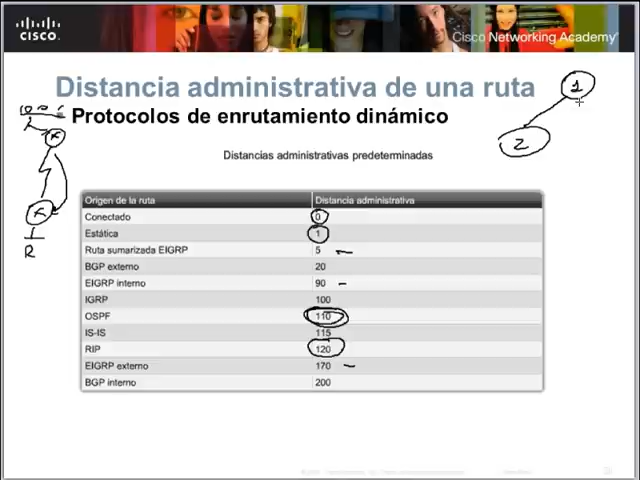 CISCO
Cisco Networking Academy
Distancia administrativa de una ruta
Protocolos de enrutamiento dinámico
Distancias administrativas predeterminadas
Origen de la ruta Distancia administrativa
Conectado 0
Estática 1
Ruta sumarizada EIGRP 5
BGP externo 20
EIGRP interno 90
IGRP 100
OSPF 110
IS-IS 115
RIP 120
EIGRP externo 170
BGP interno 200
1
2
R